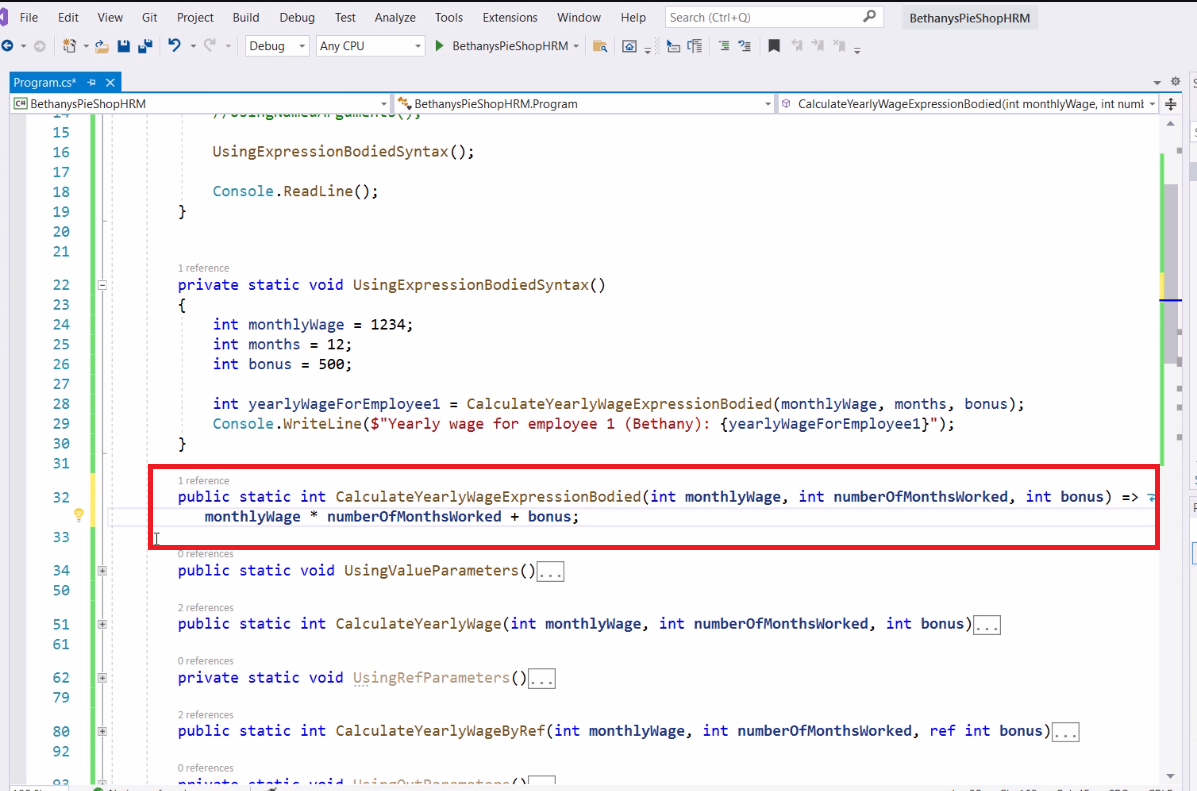 File Edit View Git Project Build Debug Test Analyze Tools Extensions Window Help Search (Ctrl+Q) BethanysPieShopHRM
Debug Any CPU BethanysPieShopHRM
Program.cs*
C# BethanysPieShopHRM BethanysPieShopHRM.Program CalculateYearlyWageExpressionBodied(int monthlyWage, int numb
14 //UsingNamedArguments();
15
16 UsingExpressionBodiedSyntax();
17
18 Console.ReadLine();
19 }
20
21
1 reference
22 private static void UsingExpressionBodiedSyntax()
23 {
24 int monthlyWage = 1234;
25 int months = 12;
26 int bonus = 500;
27
28 int yearlyWageForEmployee1 = CalculateYearlyWageExpressionBodied(monthlyWage, months, bonus);
29 Console.WriteLine($"Yearly wage for employee 1 (Bethany): {yearlyWageForEmployee1}");
30 }
31
1 reference
32 public static int CalculateYearlyWageExpressionBodied(int monthlyWage, int numberOfMonthsWorked, int bonus) =>
monthlyWage * numberOfMonthsWorked + bonus;
33
0 references
34 public static void UsingValueParameters()...
50
2 references
51 public static int CalculateYearlyWage(int monthlyWage, int numberOfMonthsWorked, int bonus)...
61
0 references
62 private static void UsingRefParameters()...
79
2 references
80 public static int CalculateYearlyWageByRef(int monthlyWage, int numberOfMonthsWorked, ref int bonus)...
92
0 references
93 private static void UsingOutParameters()